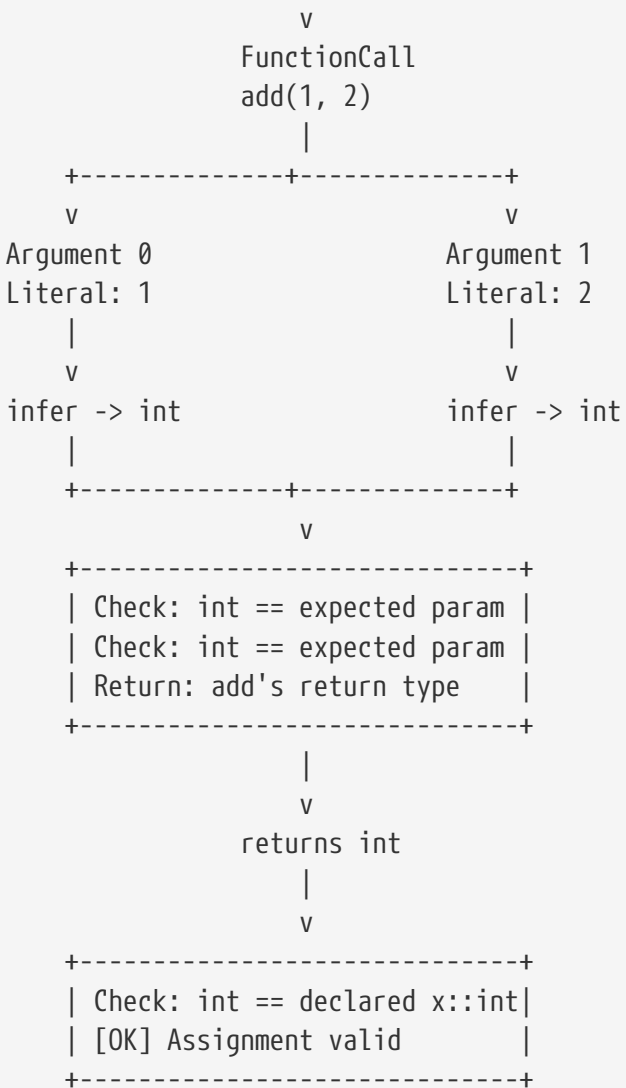 v
                FunctionCall
                add(1, 2)
                    |
    +--------------+--------------+
    v                             v
Argument 0                    Argument 1
Literal: 1                    Literal: 2
    |                             |
    v                             v
infer -> int                  infer -> int
    |                             |
    +--------------+--------------+
                    v
    +------------------------------+
    | Check: int == expected param |
    | Check: int == expected param |
    | Return: add's return type    |
    +------------------------------+
                    |
                    v
                returns int
                    |
                    v
    +------------------------------+
    | Check: int == declared x::int|
    | [OK] Assignment valid        |
    +------------------------------+